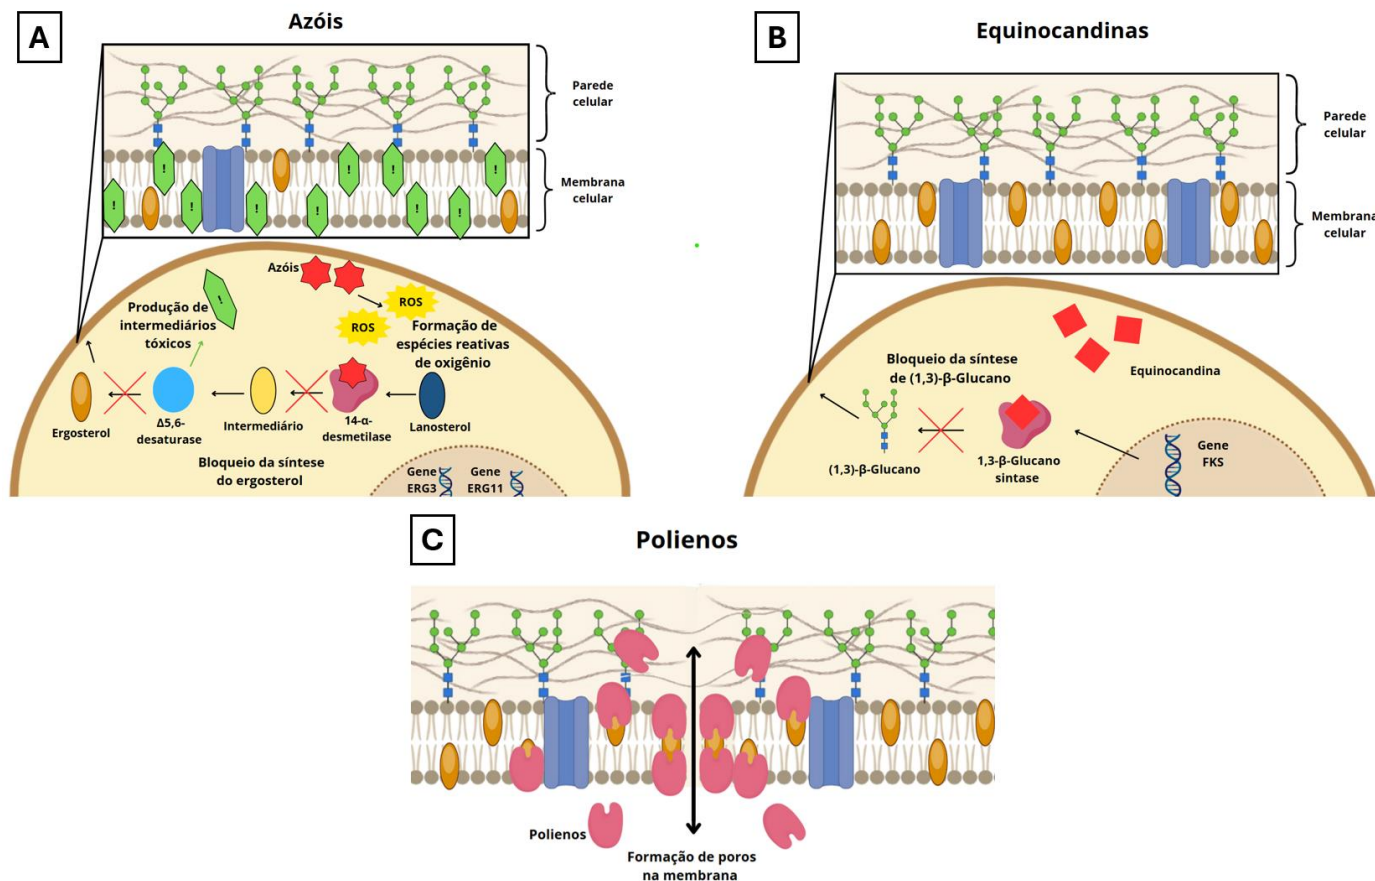 A
Azóis
Parede
celular
Membrana
celular
Azóis
ROS
ROS
Formação de
espécies reativas
de oxigênio
Produção de
intermediários
tóxicos
Ergosterol
Δ5,6-
desaturase
Intermediário
14-α-
desmetilase
Lanosterol
Bloqueio da síntese
do ergosterol
Gene
ERG3
Gene
ERG11
!
!
!
!
!
!
!
!
!
!
!
B
Equinocandinas
Parede
celular
Membrana
celular
Equinocandina
Bloqueio da síntese
de (1,3)-β-Glucano
(1,3)-β-Glucano
1,3-β-Glucano
sintase
Gene
FKS
C
Polienos
Polienos
Formação de poros
na membrana